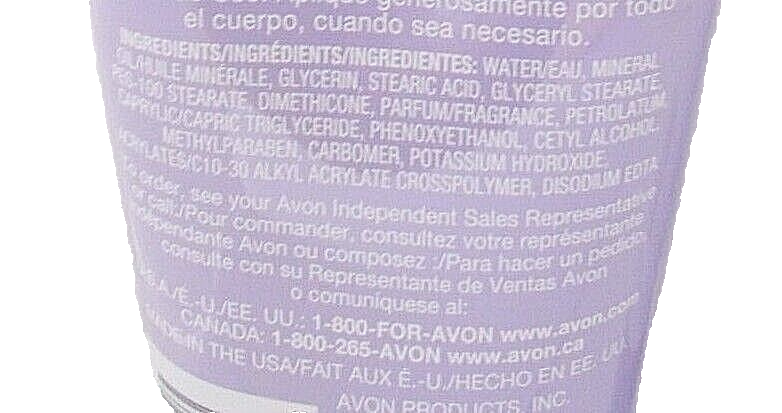 generosamente por todo
el cuerpo, cuando sea necesario.
INGREDIENTS/INGRÉDIENTS/INGREDIENTES: WATER/EAU, MINERAL
OIL/HUILE MINÉRALE, GLYCERIN, STEARIC ACID, GLYCERYL STEARATE,
PEG-100 STEARATE, DIMETHICONE, PARFUM/FRAGRANCE, PETROLATUM,
CAPRYLIC/CAPRIC TRIGLYCERIDE, PHENOXYETHANOL, CETYL ALCOHOL,
METHYLPARABEN, CARBOMER, POTASSIUM HYDROXIDE,
ACRYLATES/C10-30 ALKYL ACRYLATE CROSSPOLYMER, DISODIUM EDTA
To order, see your Avon Independent Sales Representative
or call:/Pour commander, consultez votre représentante
indépendante Avon ou composez :/Para hacer un pedido,
consulte con su Representante de Ventas Avon
o comuníquese al:
U.S.A./É.-U./EE. UU.: 1-800-FOR-AVON www.avon.com
CANADA: 1-800-265-AVON www.avon.ca
MADE IN THE USA/FAIT AUX É.-U./HECHO EN EE. UU.
AVON PRODUCTS, INC.